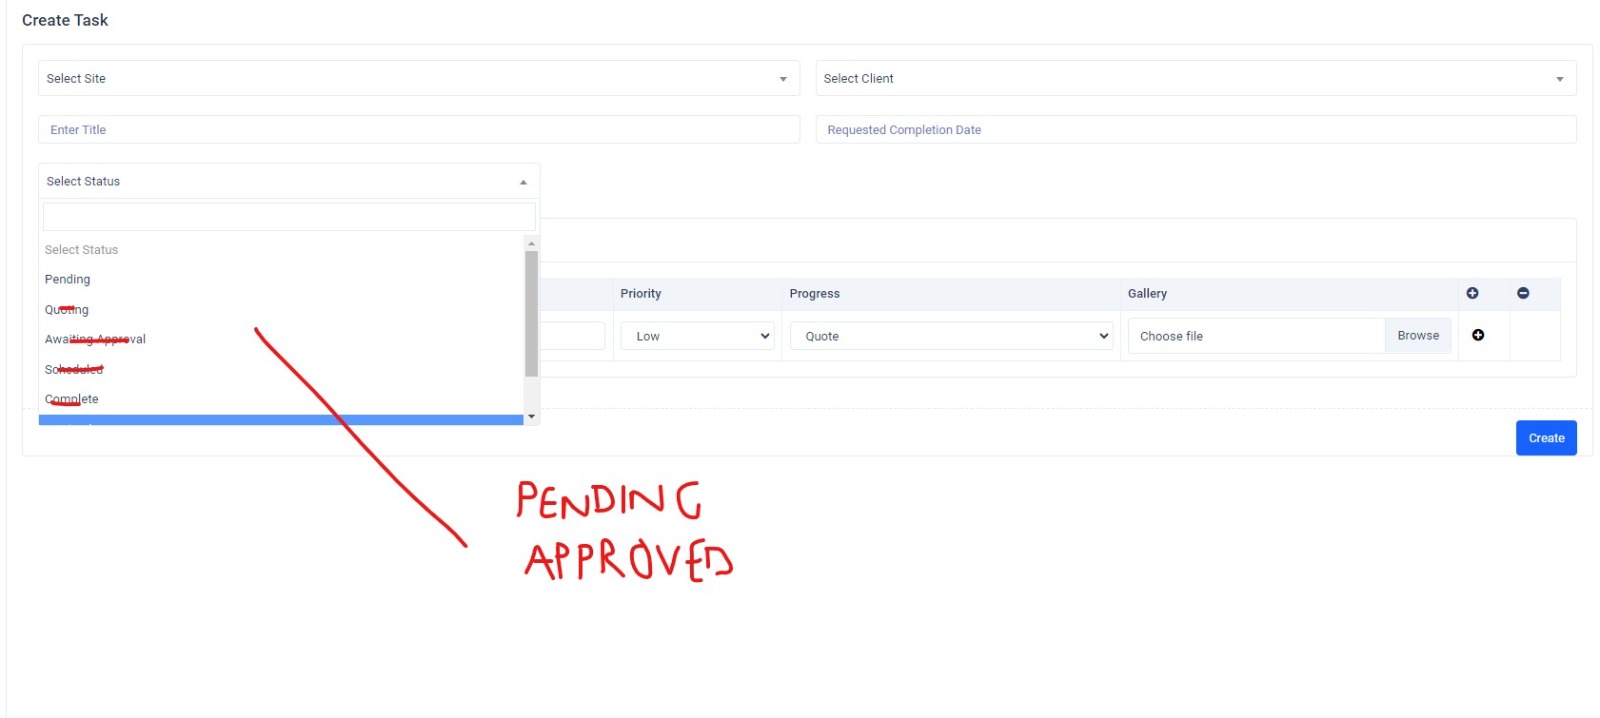 Create Task
Select Site
Select Client
Enter Title
Requested Completion Date
Select Status
Select Status
Pending
Quoting
Awaiting Approval
Scheduled
Complete
Priority
Progress
Gallery
Low
Quote
Choose file
Browse
Create
PENDING
APPROVED